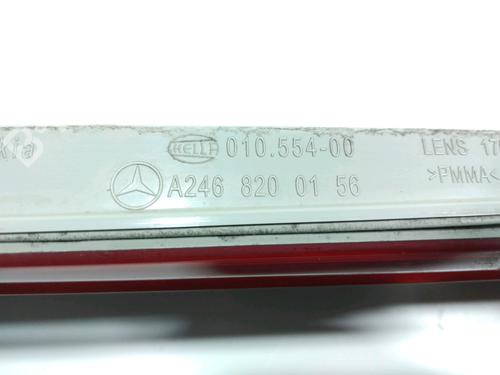 HELLA 010.554-00 LENS
A246 820 01 56 >PMMA<